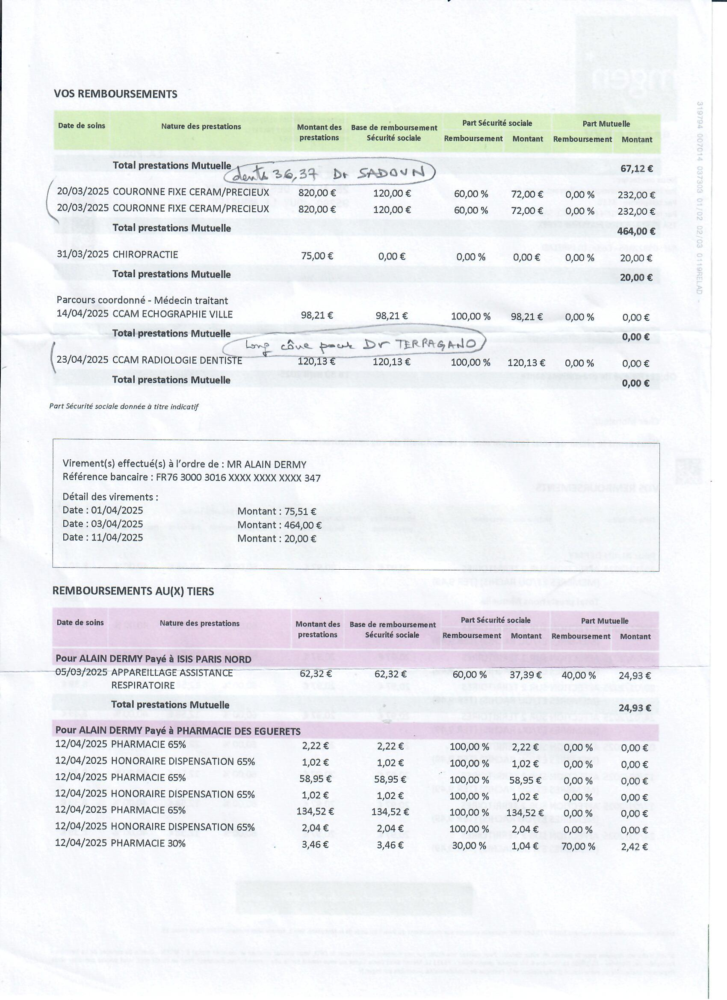 VOS REMBOURSEMENTS
Date de soins Nature des prestations Montant des prestations Base de remboursement Sécurité sociale Part Sécurité sociale Remboursement Montant Part Mutuelle Remboursement Montant
Total prestations Mutuelle 67,12 €
dents 36,37 Dr SADOUN
20/03/2025 COURONNE FIXE CERAM/PRECIEUX 820,00 € 120,00 € 60,00 % 72,00 € 0,00 % 232,00 €
20/03/2025 COURONNE FIXE CERAM/PRECIEUX 820,00 € 120,00 € 60,00 % 72,00 € 0,00 % 232,00 €
Total prestations Mutuelle 464,00 €
31/03/2025 CHIROPRACTIE 75,00 € 0,00 € 0,00 % 0,00 € 0,00 % 20,00 €
Total prestations Mutuelle 20,00 €
Parcours coordonné - Médecin traitant
14/04/2025 CCAM ECHOGRAPHIE VILLE 98,21 € 98,21 € 100,00 % 98,21 € 0,00 % 0,00 €
Total prestations Mutuelle 0,00 €
Long cône pour Dr TERRAGANO
23/04/2025 CCAM RADIOLOGIE DENTISTE 120,13 € 120,13 € 100,00 % 120,13 € 0,00 % 0,00 €
Total prestations Mutuelle 0,00 €
Part Sécurité sociale donnée à titre indicatif
319794 007014 037303 01/02 02/03 0119RELAD -
Virement(s) effectué(s) à l'ordre de : MR ALAIN DERMY
Référence bancaire : FR76 3000 3016 XXXX XXXX XXXX 347
Détail des virements :
Date : 01/04/2025 Montant : 75,51 €
Date : 03/04/2025 Montant : 464,00 €
Date : 11/04/2025 Montant : 20,00 €
REMBOURSEMENTS AU(X) TIERS
Date de soins Nature des prestations Montant des prestations Base de remboursement Sécurité sociale Part Sécurité sociale Remboursement Montant Part Mutuelle Remboursement Montant
Pour ALAIN DERMY Payé à ISIS PARIS NORD
05/03/2025 APPAREILLAGE ASSISTANCE 62,32 € 62,32 € 60,00 % 37,39 € 40,00 % 24,93 €
RESPIRATOIRE
Total prestations Mutuelle 24,93 €
Pour ALAIN DERMY Payé à PHARMACIE DES EGUERETS
12/04/2025 PHARMACIE 65% 2,22 € 2,22 € 100,00 % 2,22 € 0,00 % 0,00 €
12/04/2025 HONORAIRE DISPENSATION 65% 1,02 € 1,02 € 100,00 % 1,02 € 0,00 % 0,00 €
12/04/2025 PHARMACIE 65% 58,95 € 58,95 € 100,00 % 58,95 € 0,00 % 0,00 €
12/04/2025 HONORAIRE DISPENSATION 65% 1,02 € 1,02 € 100,00 % 1,02 € 0,00 % 0,00 €
12/04/2025 PHARMACIE 65% 134,52 € 134,52 € 100,00 % 134,52 € 0,00 % 0,00 €
12/04/2025 HONORAIRE DISPENSATION 65% 2,04 € 2,04 € 100,00 % 2,04 € 0,00 % 0,00 €
12/04/2025 PHARMACIE 30% 3,46 € 3,46 € 30,00 % 1,04 € 70,00 % 2,42 €